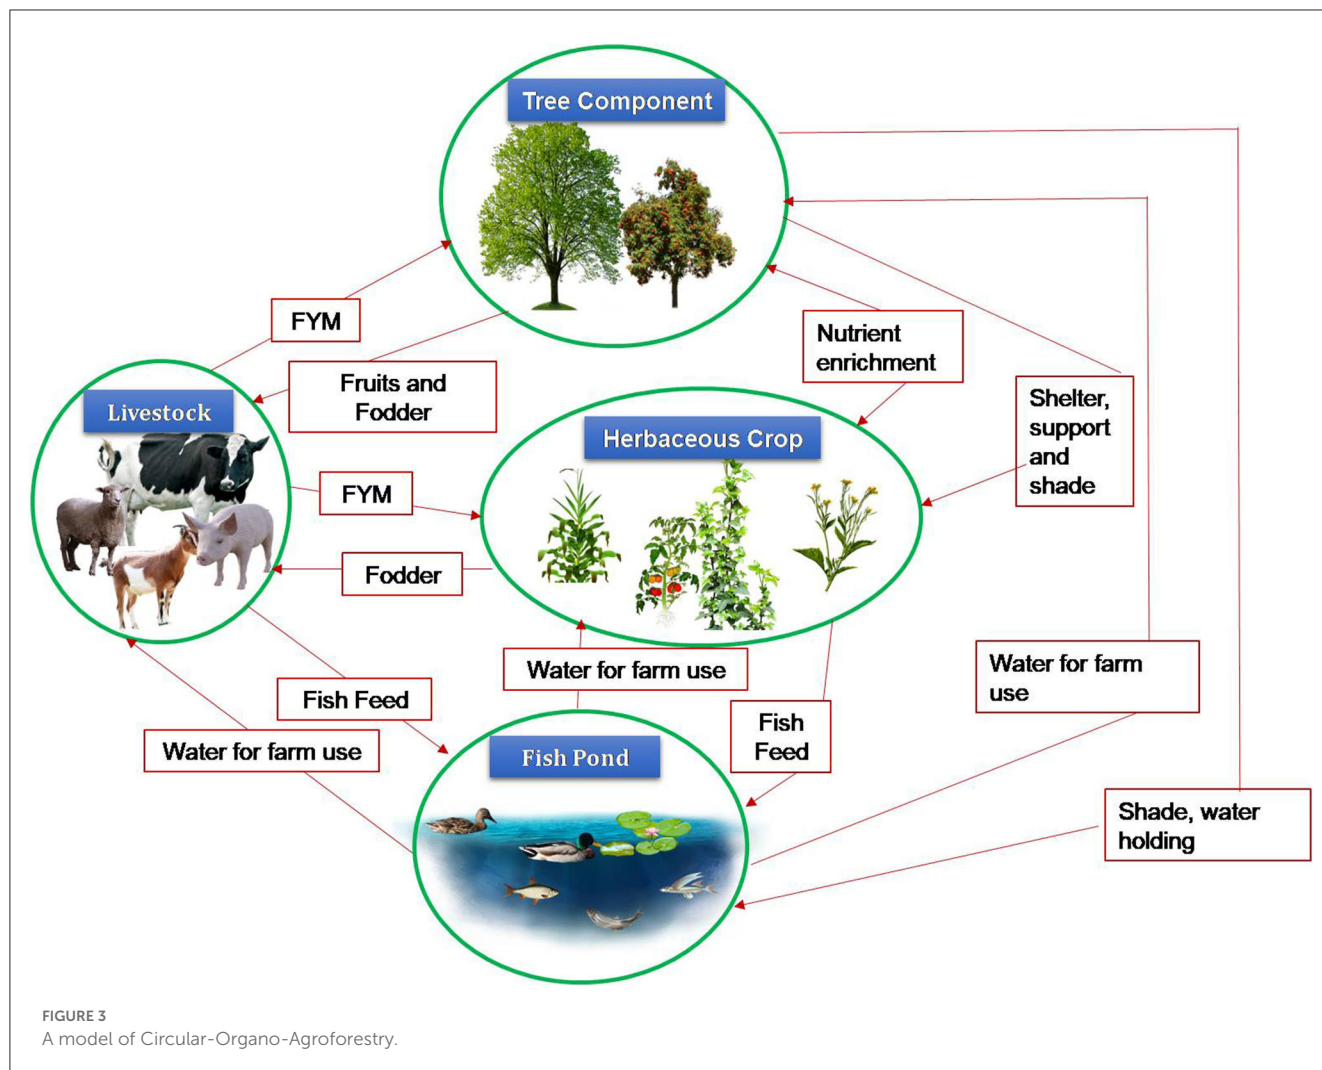 Tree Component
FYM
Nutrient
enrichment
Fruits and
Fodder
Shelter,
support
and
shade
Livestock
Herbaceous Crop
FYM
Fodder
Water for farm use
Water for farm
use
Fish Feed
Fish
Feed
Water for farm use
Fish Pond
Shade, water
holding
FIGURE 3
A model of Circular-Organo-Agroforestry.